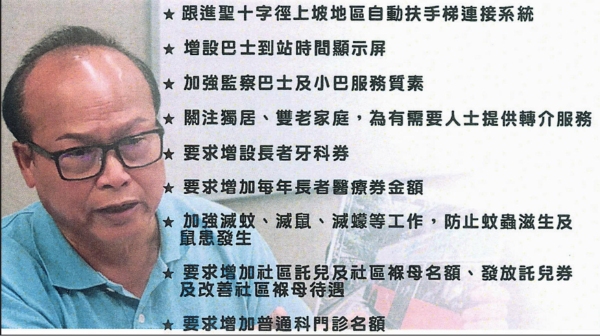 ★ 跟進聖十字徑上坡地區自動扶手梯連接系統
★ 增設巴士到站時間顯示屏
★ 加強監察巴士及小巴服務質素
★ 關注獨居、雙老家庭，為有需要人士提供轉介服務
★ 要求增設長者牙科券
★ 要求增加每年長者醫療券金額
★ 加強滅蚊、滅鼠、滅蠓等工作，防止蚊蟲滋生及
鼠患發生
★ 要求增加社區託兒及社區褓母名額、發放託兒券
及改善社區褓母待遇
★ 要求增加普通科門診名額